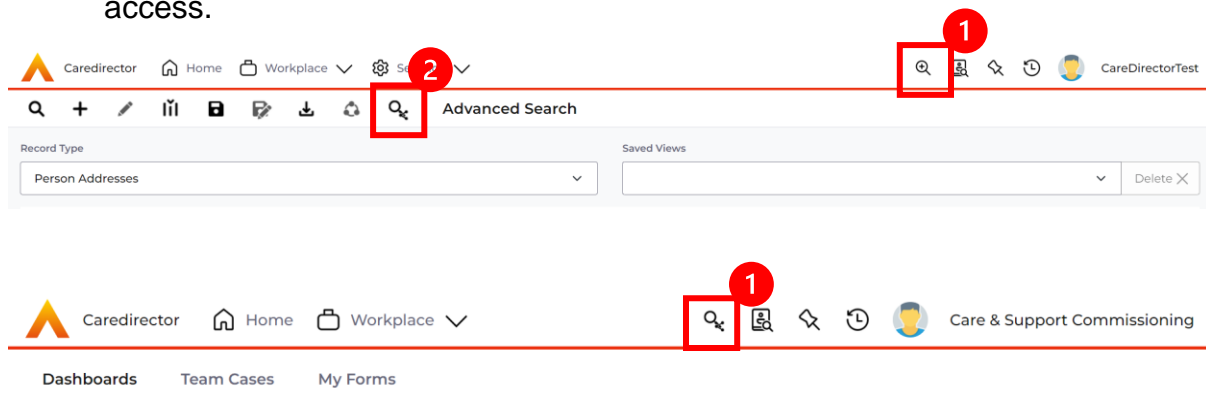 access.
1
Caredirector Home Workplace Se 2 CareDirectorTest
Advanced Search
Record Type Saved Views
Person Addresses Delete
1
Caredirector Home Workplace Care & Support Commissioning
Dashboards Team Cases My Forms